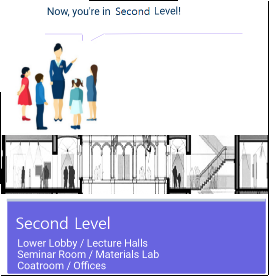 Now, you're in Second Level!
Second Level
Lower Lobby / Lecture Halls
Seminar Room / Materials Lab
Coatroom / Offices